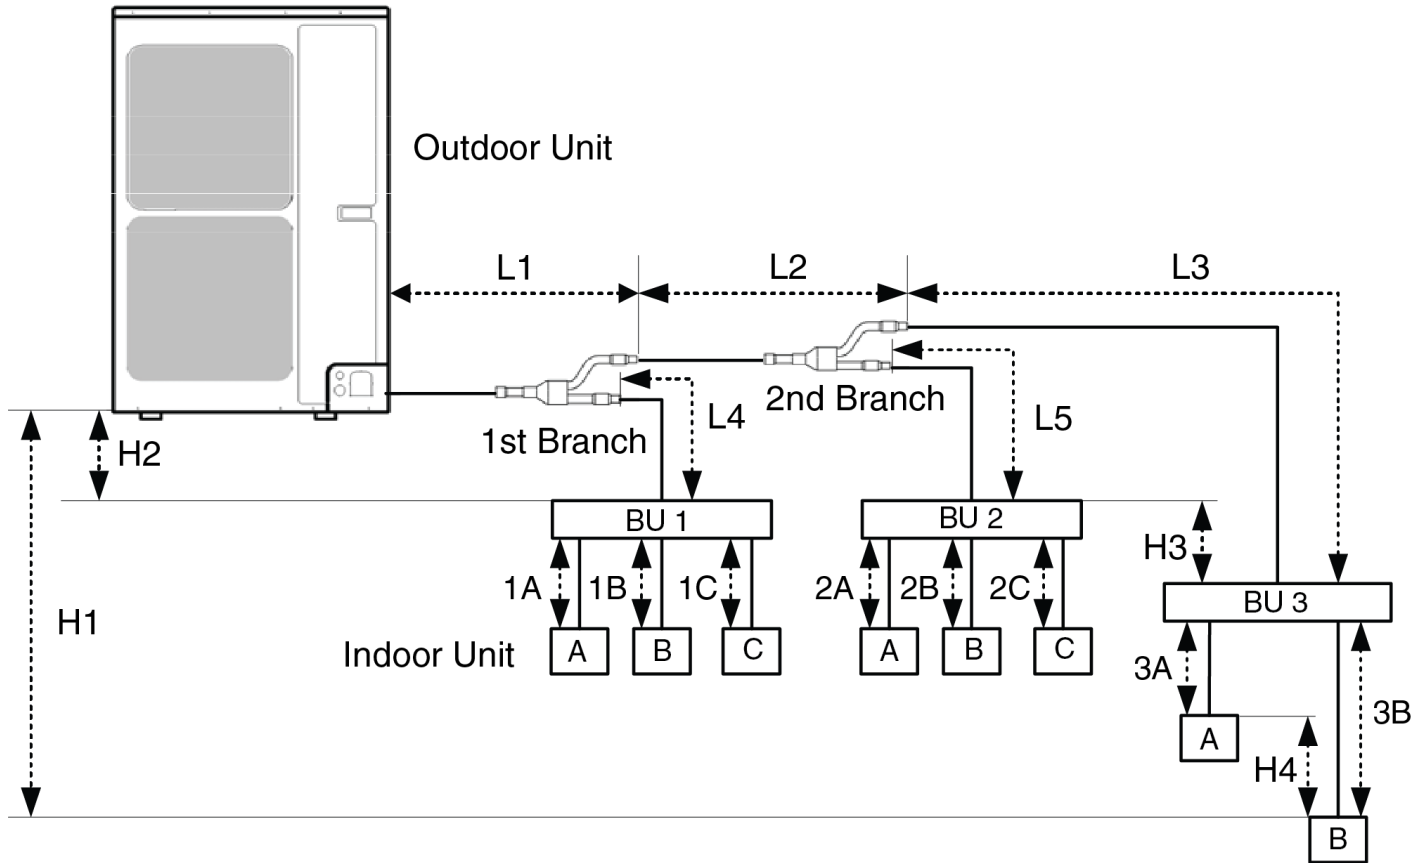 Outdoor Unit
L1
L2
L3
2nd Branch
L4
L5
1st Branch
H2
BU 1
BU 2
H3
1A
1B
1C
2A
2B
2C
BU 3
H1
Indoor Unit
A
B
C
A
B
C
3A
3B
A
H4
B